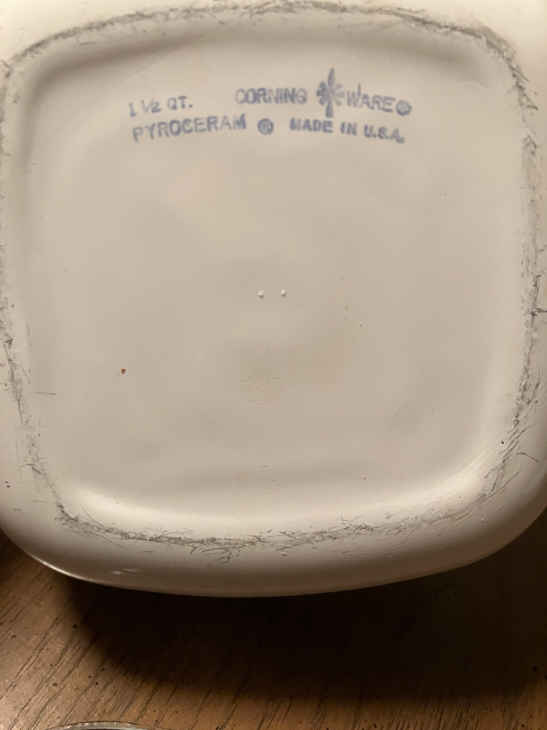 1 1/2 QT. CORNING WARE®
PYROCERAM ® MADE IN U.S.A.